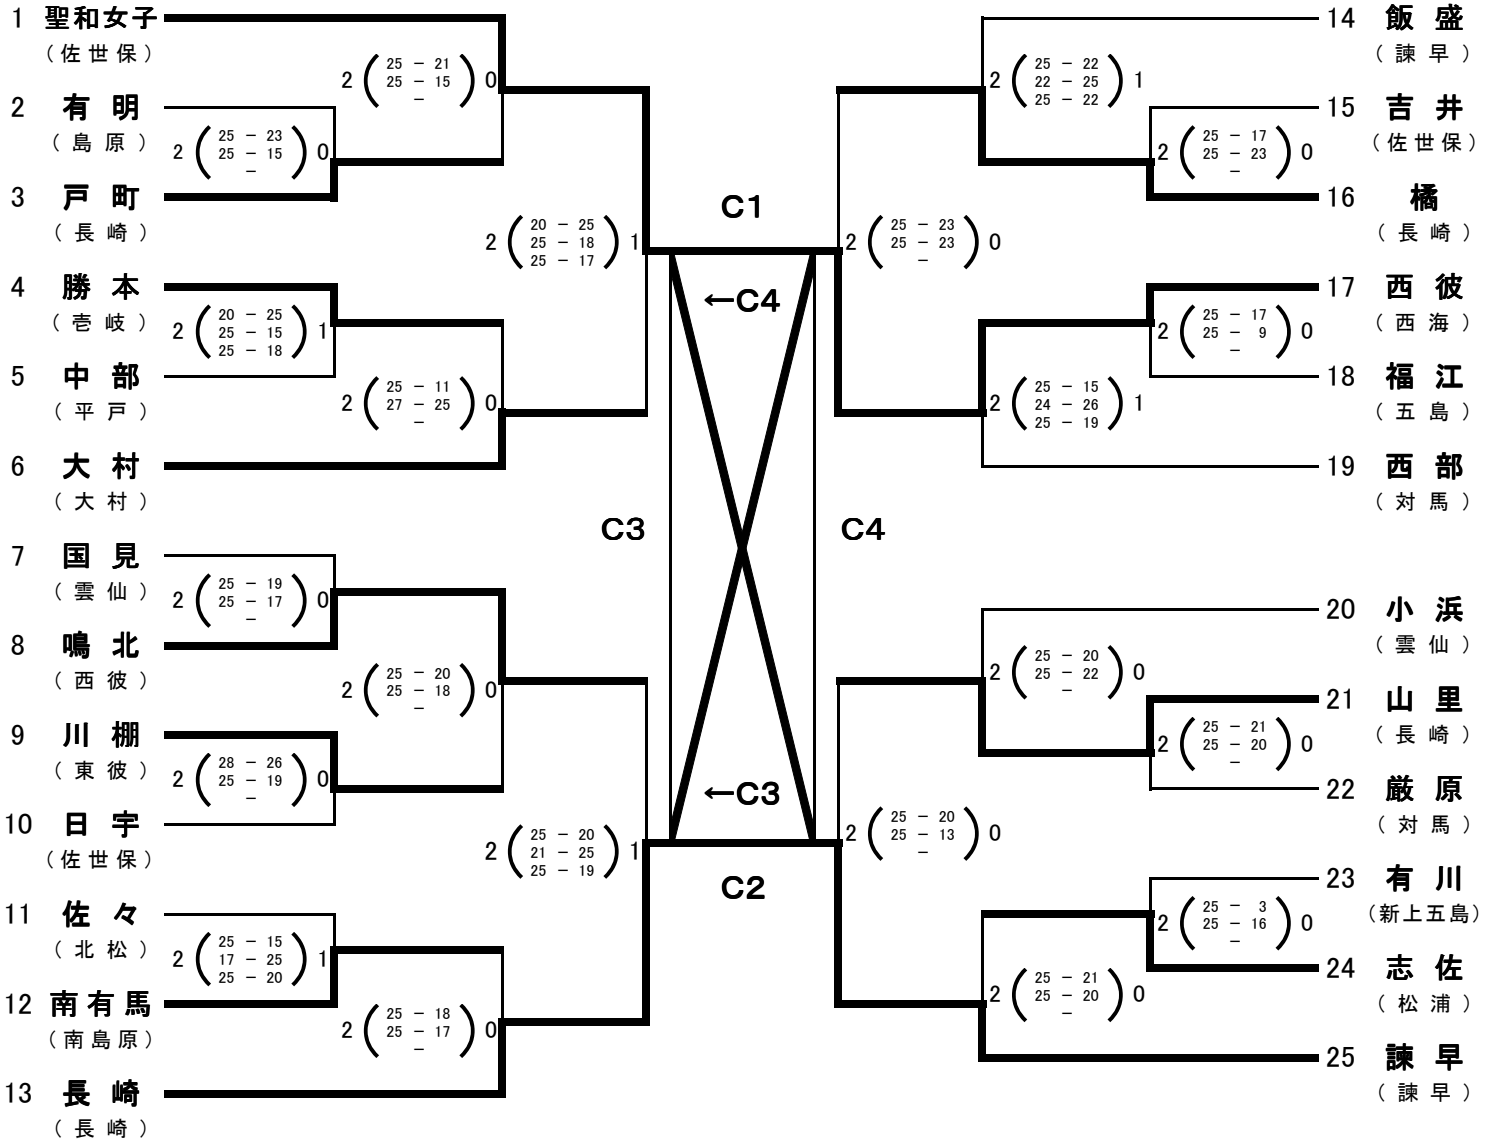 1 聖和女子
(佐世保)
2 有明
(島原)
3 戸町
(長崎)
4 勝本
(壱岐)
5 中部
(平戸)
6 大村
(大村)
7 国見
(雲仙)
8 鳴北
(西彼)
9 川棚
(東彼)
10 日宇
(佐世保)
11 佐々
(北松)
12 南有馬
(南島原)
13 長崎
(長崎)
2 ( 25 - 23
25 - 15
- ) 0
2 ( 20 - 25
25 - 15
25 - 18 ) 1
2 ( 25 - 19
25 - 17
- ) 0
2 ( 28 - 26
25 - 19
- ) 0
2 ( 25 - 15
17 - 25
25 - 20 ) 1
2 ( 25 - 21
25 - 15
- ) 0
2 ( 25 - 11
27 - 25
- ) 0
2 ( 25 - 20
25 - 18
- ) 0
2 ( 25 - 18
25 - 17
- ) 0
2 ( 20 - 25
25 - 18
25 - 17 ) 1
2 ( 25 - 20
21 - 25
25 - 19 ) 1
C1
←C4
C3
C4
←C3
C2
2 ( 25 - 23
25 - 23
- ) 0
2 ( 25 - 20
25 - 13
- ) 0
2 ( 25 - 22
22 - 25
25 - 22 ) 1
2 ( 25 - 15
24 - 26
25 - 19 ) 1
2 ( 25 - 20
25 - 22
- ) 0
2 ( 25 - 21
25 - 20
- ) 0
2 ( 25 - 17
25 - 23
- ) 0
2 ( 25 - 17
25 - 9
- ) 0
2 ( 25 - 21
25 - 20
- ) 0
2 ( 25 - 3
25 - 16
- ) 0
14 飯盛
(諫早)
15 吉井
(佐世保)
16 橘
(長崎)
17 西彼
(西海)
18 福江
(五島)
19 西部
(対馬)
20 小浜
(雲仙)
21 山里
(長崎)
22 厳原
(対馬)
23 有川
(新上五島)
24 志佐
(松浦)
25 諫早
(諫早)